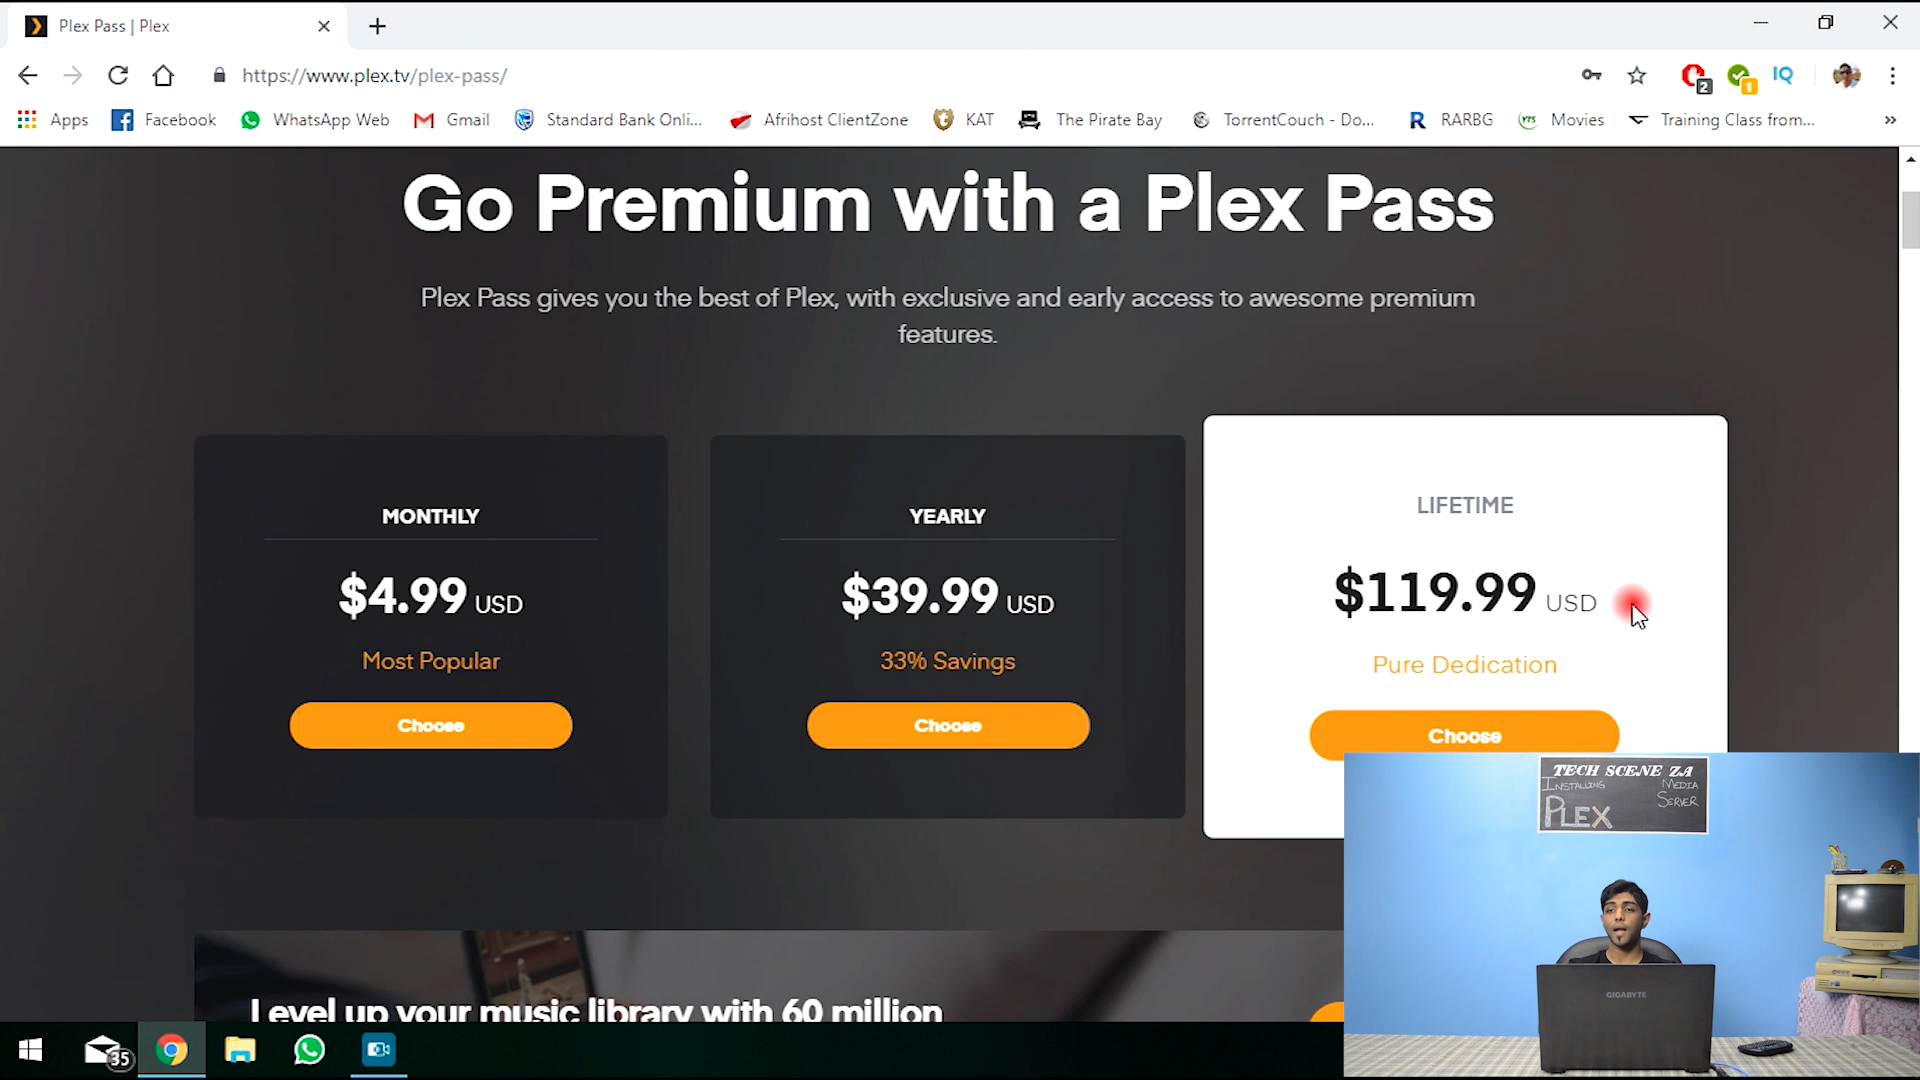 Plex Pass | Plex
https://www.plex.tv/plex-pass/
2
1
IQ
Apps
Facebook
WhatsApp Web
Gmail
Standard Bank Onli...
Afrihost ClientZone
KAT
The Pirate Bay
TorrentCouch - Do...
R RARBG
YTS Movies
Training Class from...
»
Go Premium with a Plex Pass
Plex Pass gives you the best of Plex, with exclusive and early access to awesome premium
features.
MONTHLY
$4.99 USD
Most Popular
Choose
YEARLY
$39.99 USD
33% Savings
Choose
LIFETIME
$119.99 USD
Pure Dedication
Choose
Level up your music library with 60 million
TECH SCENE ZA
INSTALLING
PLEX
MEDIA
SERVER
GIGABYTE
35